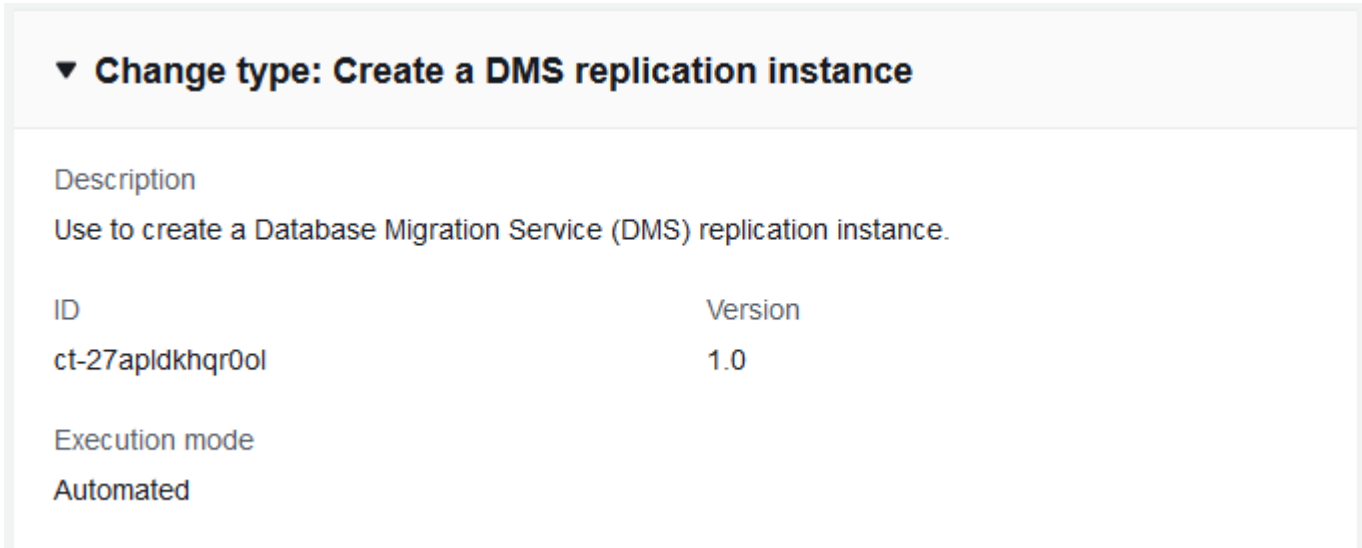 Change type: Create a DMS replication instance
Description
Use to create a Database Migration Service (DMS) replication instance.
ID
Version
ct-27apldkhqr0ol
1.0
Execution mode
Automated